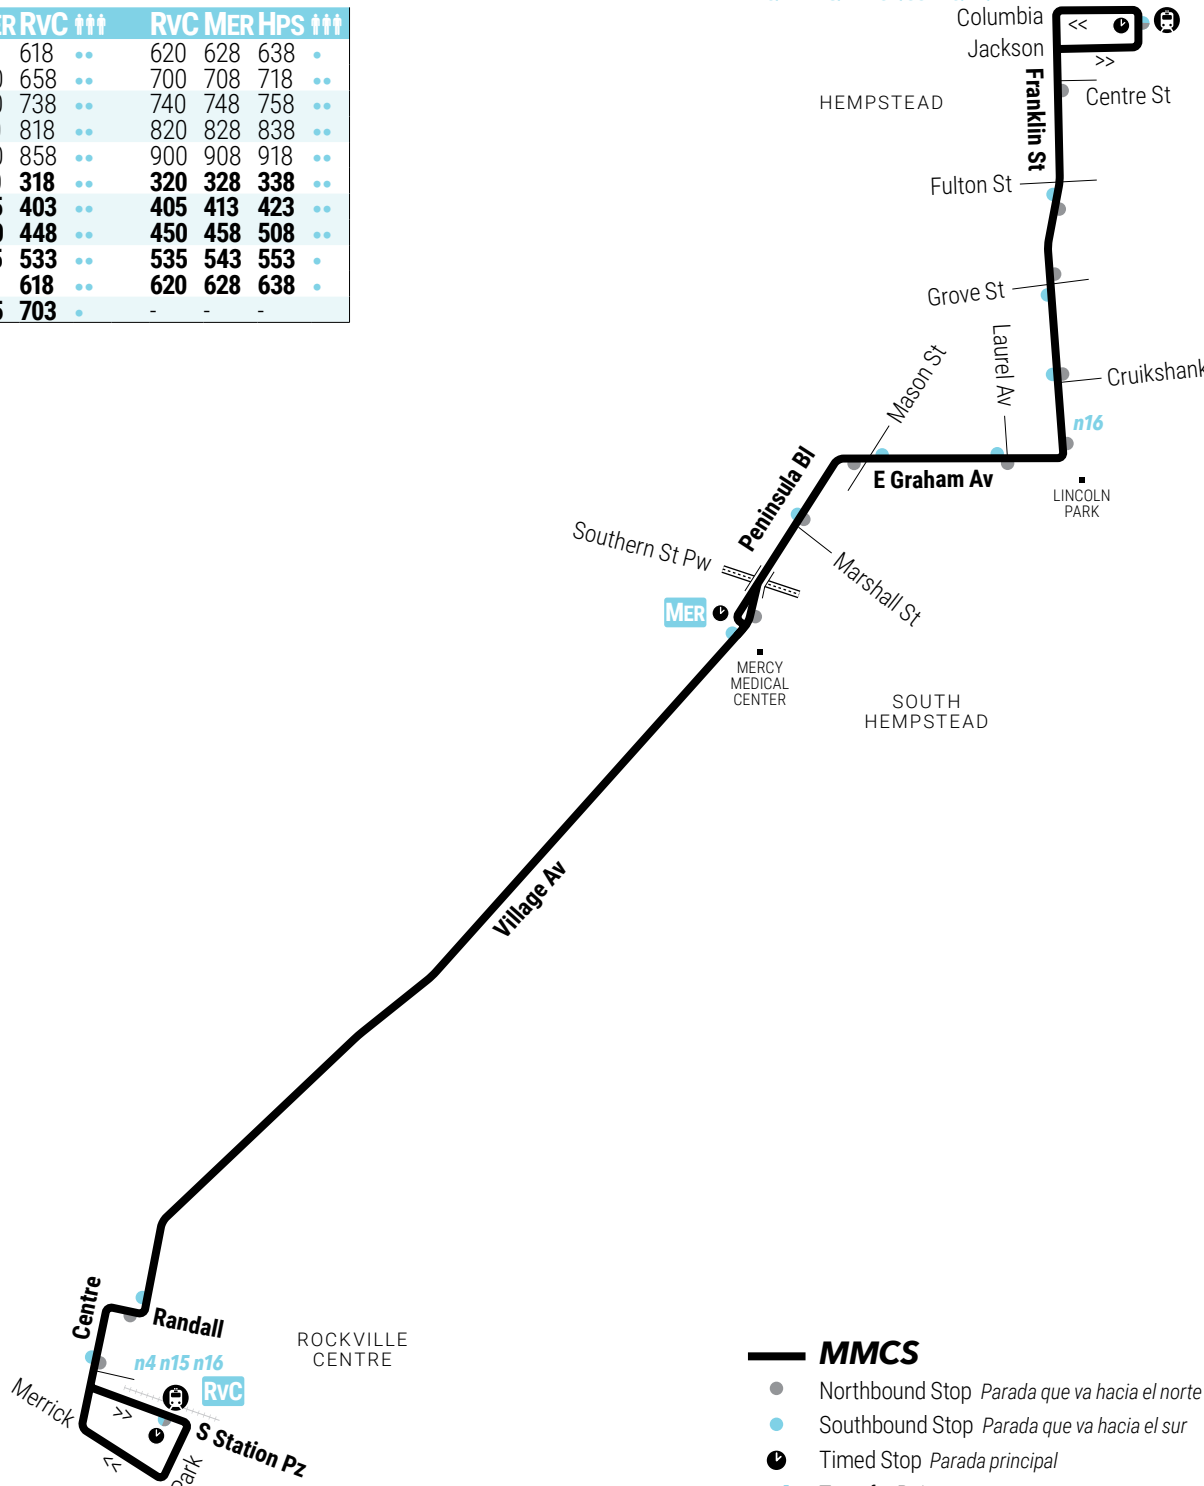 RVC RVC MER HPS
618 620 628 638
658 700 708 718
738 740 748 758
818 820 828 838
858 900 908 918
318 320 328 338
403 405 413 423
448 450 458 508
533 535 543 553
618 620 628 638
703 - - -
Columbia
<<
Jackson
>>
Franklin St
Centre St
HEMPSTEAD
Fulton St
Grove St
Laurel Av
Mason St
n16
E Graham Av
LINCOLN
PARK
Peninsula Bl
Southern St Pw
Marshall St
MER
MERCY
MEDICAL
CENTER
SOUTH
HEMPSTEAD
Village Av
Centre
Randall
ROCKVILLE
CENTRE
n4 n15 n16
RVC
Merrick
>>
S Station Pz
<<
MMCS
Northbound Stop Parada que va hacia el norte
Southbound Stop Parada que va hacia el sur
Timed Stop Parada principal